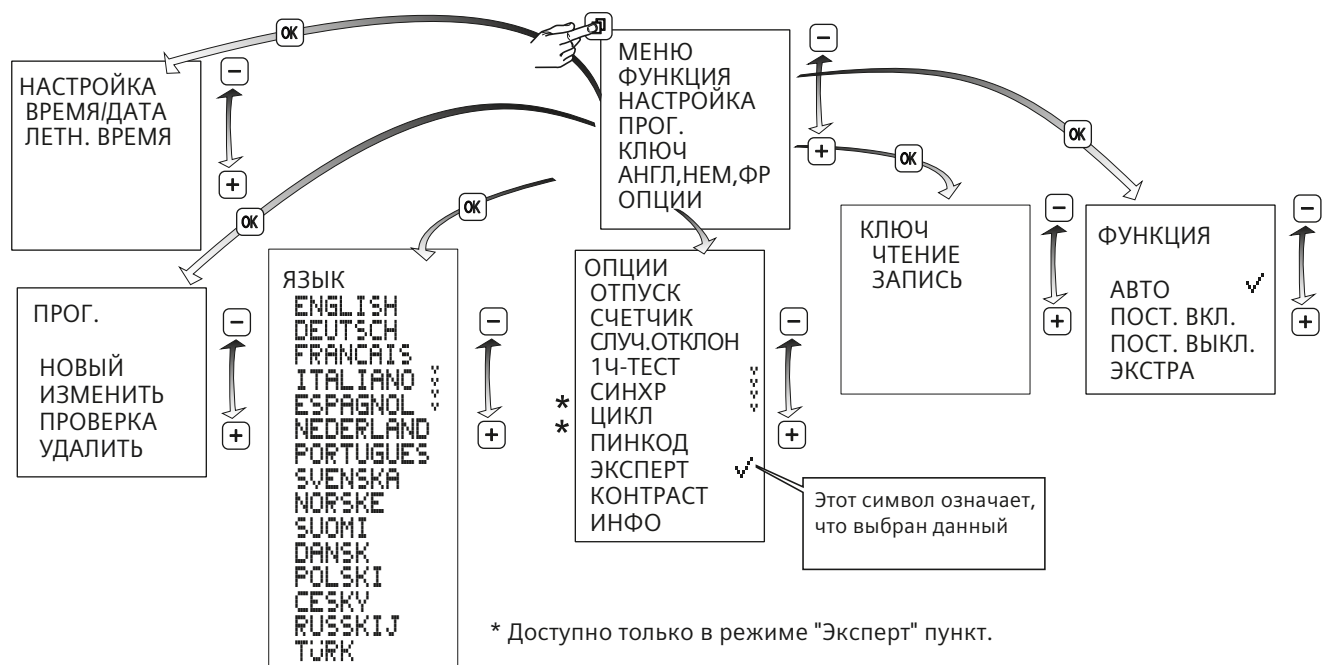 OK
МЕНЮ
ФУНКЦИЯ
НАСТРОЙКА
ПРОГ.
КЛЮЧ
АНГЛ,НЕМ,ФР
ОПЦИИ
−
+
НАСТРОЙКА
ВРЕМЯ/ДАТА
ЛЕТН. ВРЕМЯ
−
+
OK
OK
OK
OK
ПРОГ.
НОВЫЙ
ИЗМЕНИТЬ
ПРОВЕРКА
УДАЛИТЬ
−
+
ЯЗЫК
ENGLISH
DEUTSCH
FRANCAIS
ITALIANO
ESPAGNOL
NEDERLAND
PORTUGUES
SVENSKA
NORSKE
SUOMI
DANSK
POLSKI
CESKY
RUSSKIJ
TÜRK
−
+
ОПЦИИ
ОТПУСК
СЧЕТЧИК
СЛУЧ.ОТКЛОН
1Ч-ТЕСТ
СИНХР
* ЦИКЛ
* ПИНКОД
ЭКСПЕРТ
КОНТРАСТ
ИНФО
−
+
Этот символ означает,
что выбран данный
КЛЮЧ
ЧТЕНИЕ
ЗАПИСЬ
−
+
ФУНКЦИЯ
АВТО
ПОСТ. ВКЛ.
ПОСТ. ВЫКЛ.
ЭКСТРА
−
+
* Доступно только в режиме "Эксперт" пункт.